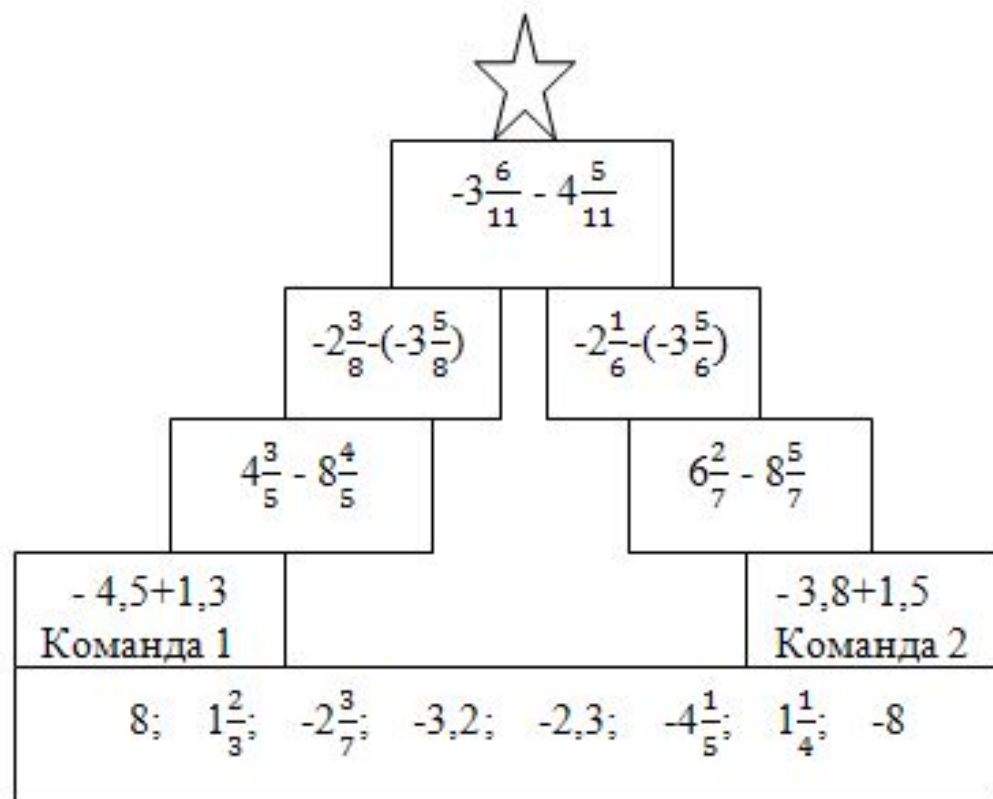 -3 6/11 - 4 5/11
-2 3/8-(-3 5/8)
-2 1/6-(-3 5/6)
4 3/5 - 8 4/5
6 2/7 - 8 5/7
- 4,5+1,3
Команда 1
- 3,8+1,5
Команда 2
8; 1 2/3; -2 3/7; -3,2; -2,3; -4 1/5; 1 1/4; -8